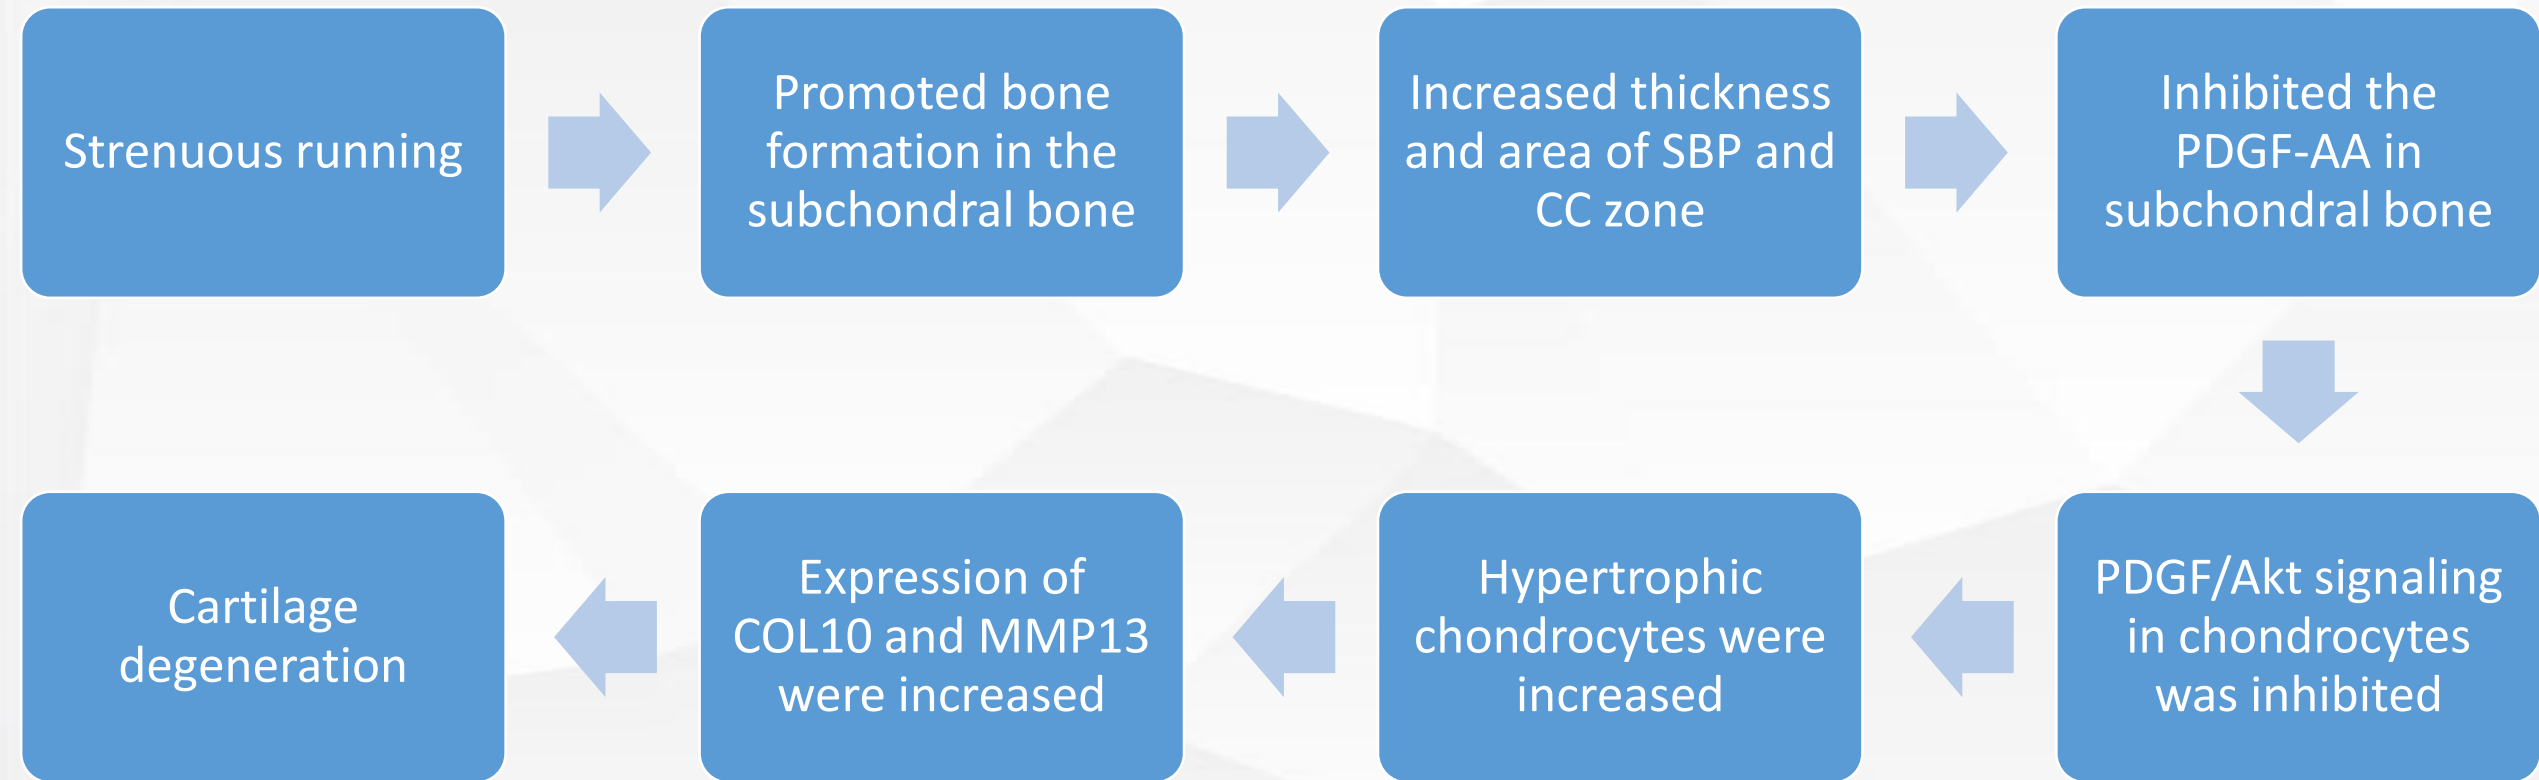 Strenuous running
Promoted bone
formation in the
subchondral bone
Increased thickness
and area of SBP and
CC zone
Inhibited the
PDGF-AA in
subchondral bone
PDGF/Akt signaling
in chondrocytes
was inhibited
Hypertrophic
chondrocytes were
increased
Expression of
COL10 and MMP13
were increased
Cartilage
degeneration